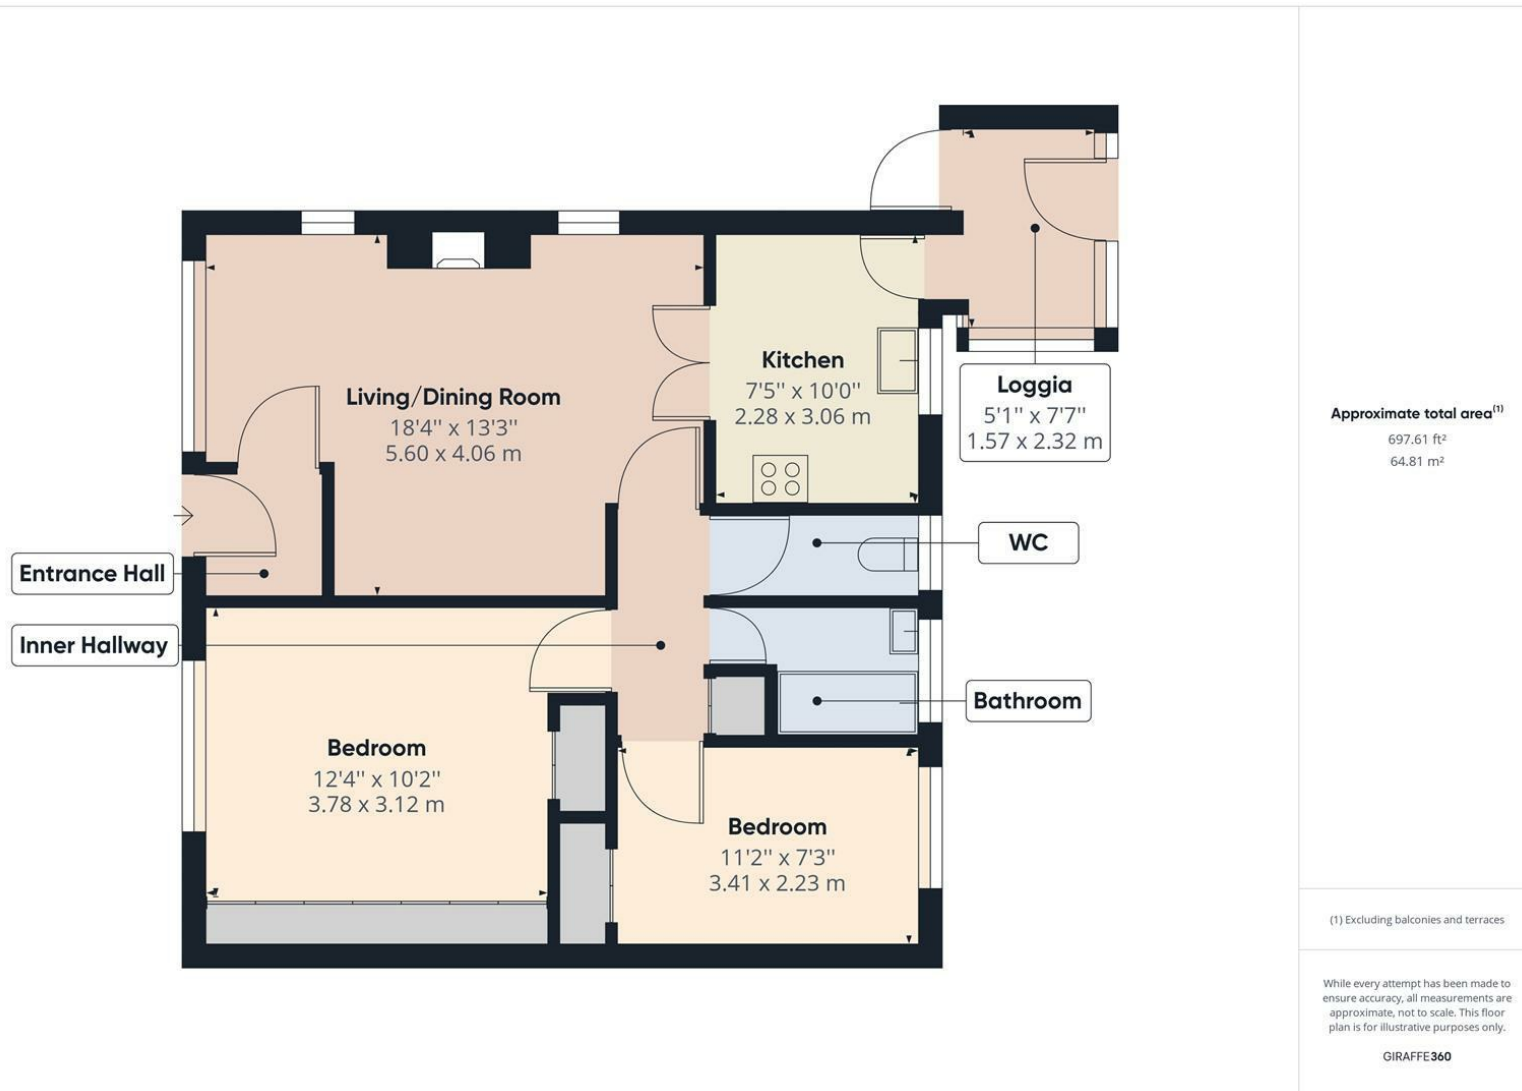 Living/Dining Room
18'4'' x 13'3''
5.60 x 4.06 m
Kitchen
7'5'' x 10'0''
2.28 x 3.06 m
Loggia
5'1'' x 7'7''
1.57 x 2.32 m
WC
Entrance Hall
Inner Hallway
Bathroom
Bedroom
12'4'' x 10'2''
3.78 x 3.12 m
Bedroom
11'2'' x 7'3''
3.41 x 2.23 m
Approximate total area(1)
697.61 ft²
64.81 m²
(1) Excluding balconies and terraces
While every attempt has been made to
ensure accuracy, all measurements are
approximate, not to scale. This floor
plan is for illustrative purposes only.
GIRAFFE360